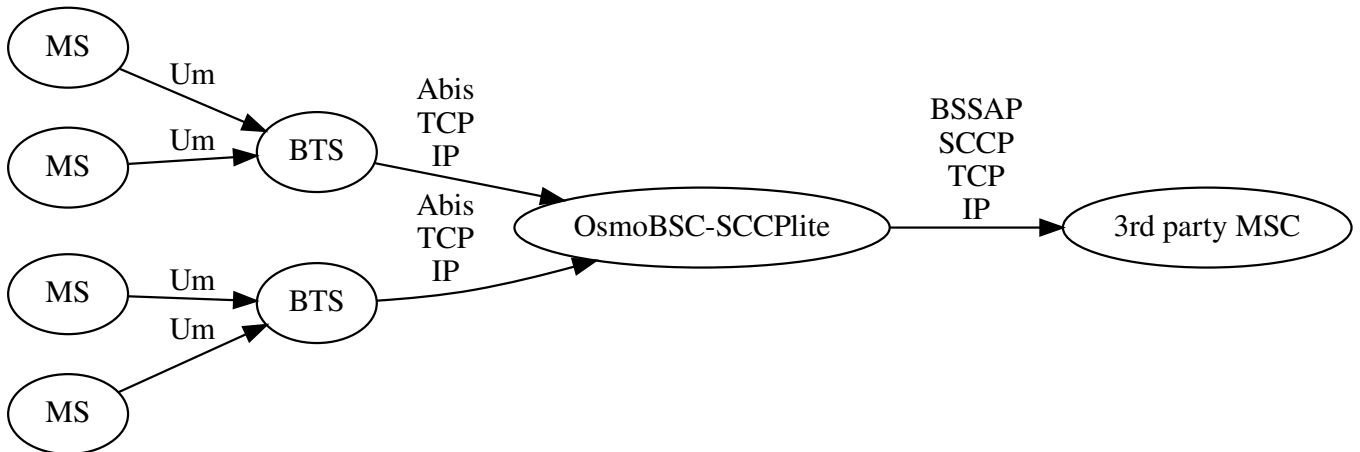 MS
Um
MS
Um
BTS
Abis
TCP
IP
MS
Um
MS
Um
BTS
Abis
TCP
IP
OsmoBSC-SCCPlite
BSSAP
SCCP
TCP
IP
3rd party MSC